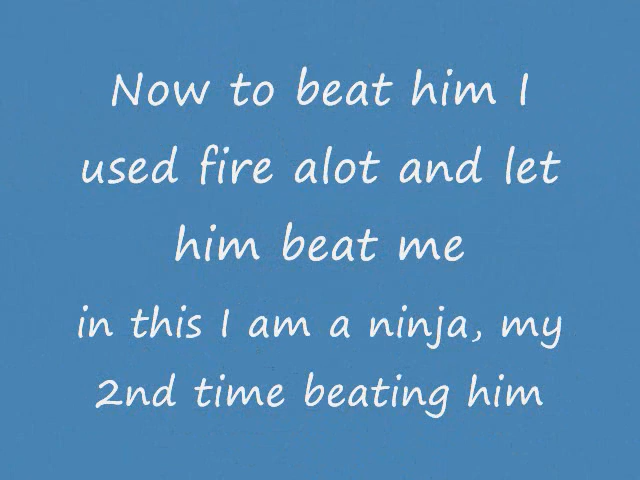 Now to beat him I
used fire alot and let
him beat me
in this I am a ninja, my
2nd time beating him